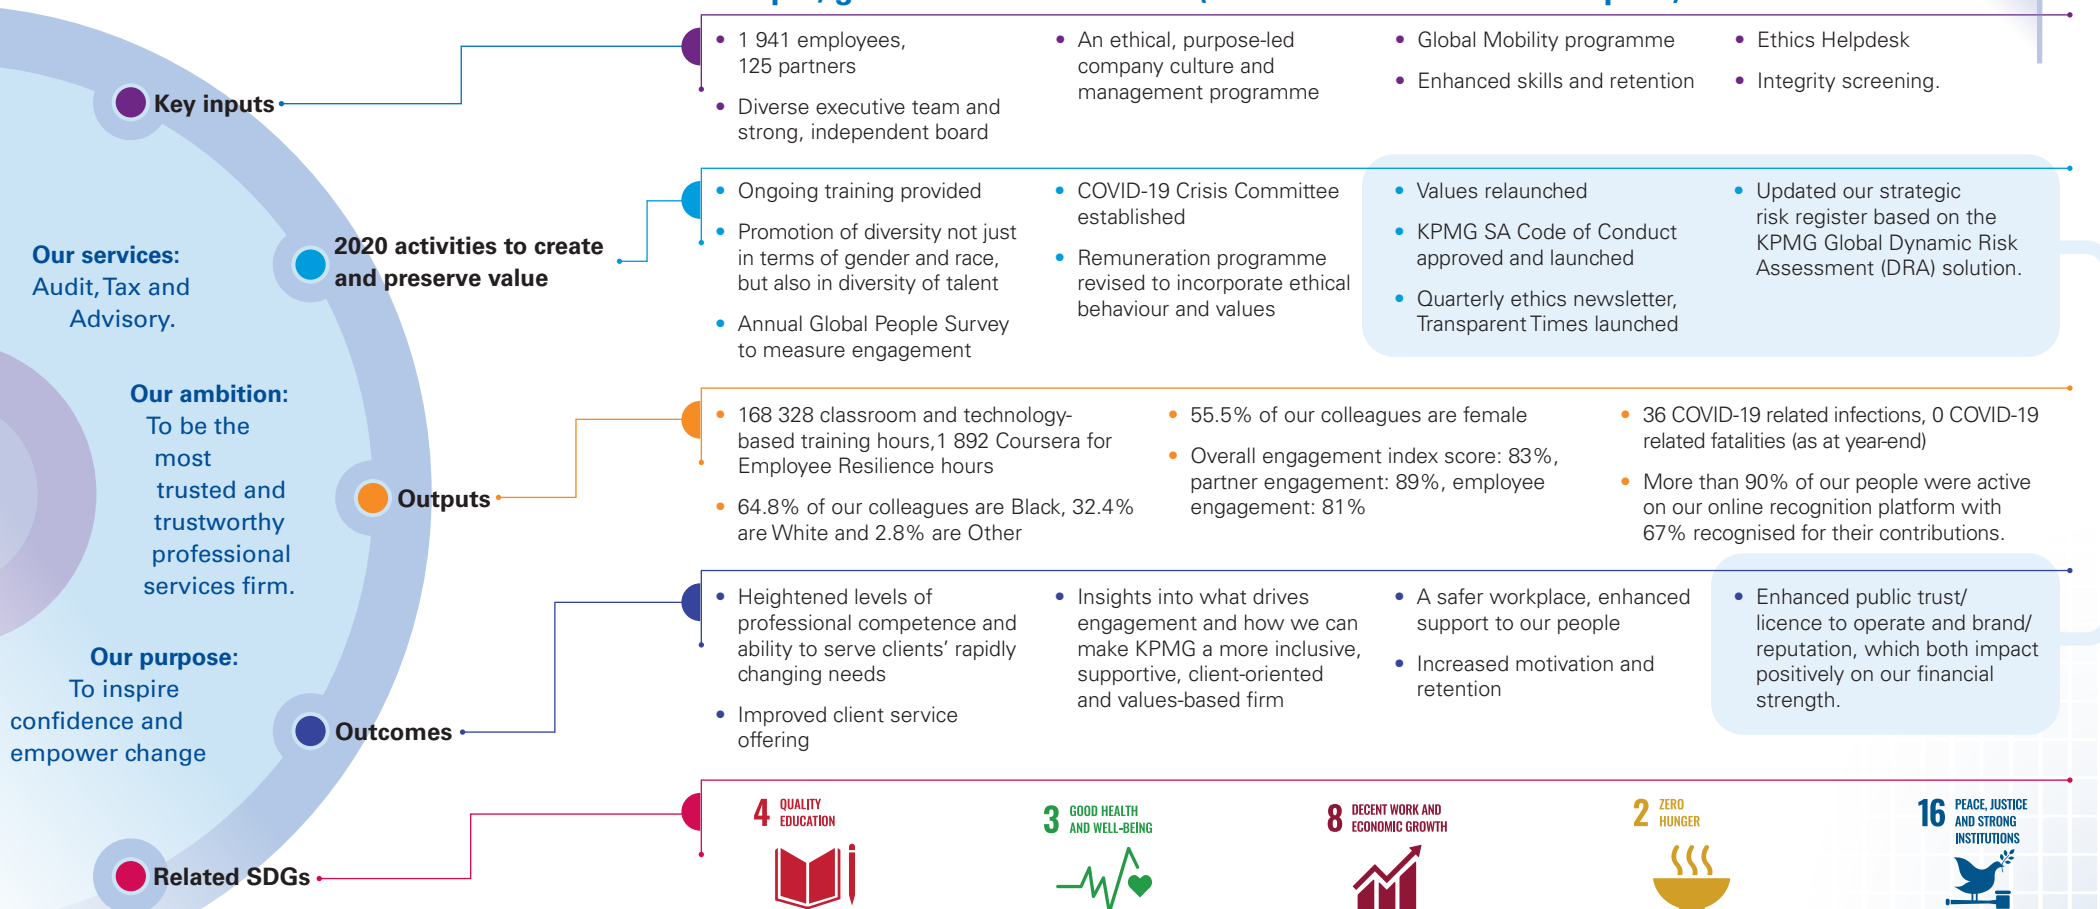 Key inputs
1 941 employees,
125 partners
Diverse executive team and
strong, independent board
An ethical, purpose-led
company culture and
management programme
Global Mobility programme
Enhanced skills and retention
Ethics Helpdesk
Integrity screening.
Our services:
Audit, Tax and
Advisory.
2020 activities to create
and preserve value
Ongoing training provided
Promotion of diversity not just
in terms of gender and race,
but also in diversity of talent
Annual Global People Survey
to measure engagement
COVID-19 Crisis Committee
established
Remuneration programme
revised to incorporate ethical
behaviour and values
Values relaunched
KPMG SA Code of Conduct
approved and launched
Quarterly ethics newsletter,
Transparent Times launched
Updated our strategic
risk register based on the
KPMG Global Dynamic Risk
Assessment (DRA) solution.
Our ambition:
To be the
most
trusted and
trustworthy
professional
services firm.
Outputs
168 328 classroom and technology-
based training hours,1 892 Coursera for
Employee Resilience hours
64.8% of our colleagues are Black, 32.4%
are White and 2.8% are Other
55.5% of our colleagues are female
Overall engagement index score: 83%,
partner engagement: 89%, employee
engagement: 81%
36 COVID-19 related infections, 0 COVID-19
related fatalities (as at year-end)
More than 90% of our people were active
on our online recognition platform with
67% recognised for their contributions.
Our purpose:
To inspire
confidence and
empower change
Outcomes
Heightened levels of
professional competence and
ability to serve clients' rapidly
changing needs
Improved client service
offering
Insights into what drives
engagement and how we can
make KPMG a more inclusive,
supportive, client-oriented
and values-based firm
A safer workplace, enhanced
support to our people
Increased motivation and
retention
Enhanced public trust/
licence to operate and brand/
reputation, which both impact
positively on our financial
strength.
Related SDGs
4 QUALITY
EDUCATION
3 GOOD HEALTH
AND WELL-BEING
8 DECENT WORK AND
ECONOMIC GROWTH
2 ZERO
HUNGER
16 PEACE, JUSTICE
AND STRONG
INSTITUTIONS